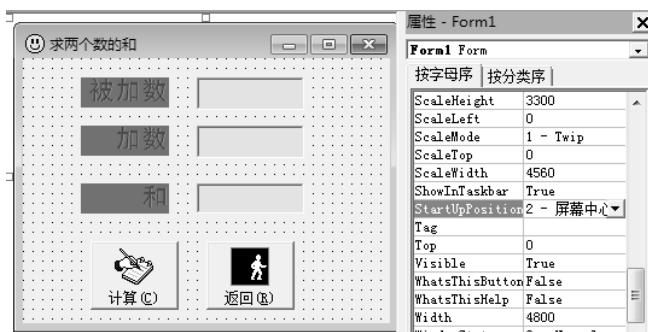 求两个数的和
被加数
加数
和
计算(C)
返回(R)
属性 - Form1
Form1 Form
按字母序 按分类序
ScaleHeight 3300
ScaleLeft 0
ScaleMode 1 - Twip
ScaleTop 0
ScaleWidth 4560
ShowInTaskbar True
StartUpPosition 2 - 屏幕中心
Tag
Top 0
Visible True
WhatsThisButton False
WhatsThisHelp False
Width 4800